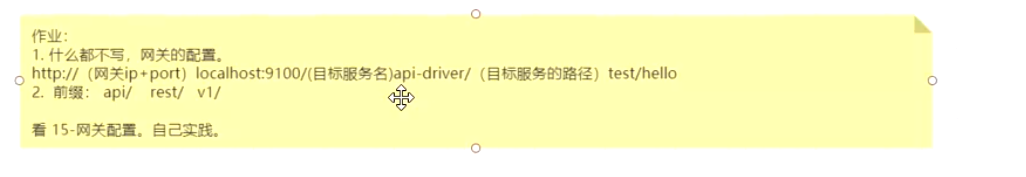 作业：
1. 什么都不写，网关的配置。
http://（网关ip+port）localhost:9100/(目标服务名)api-driver/（目标服务的路径）test/hello
2. 前缀： api/ rest/ v1/
看 15-网关配置。自己实践。